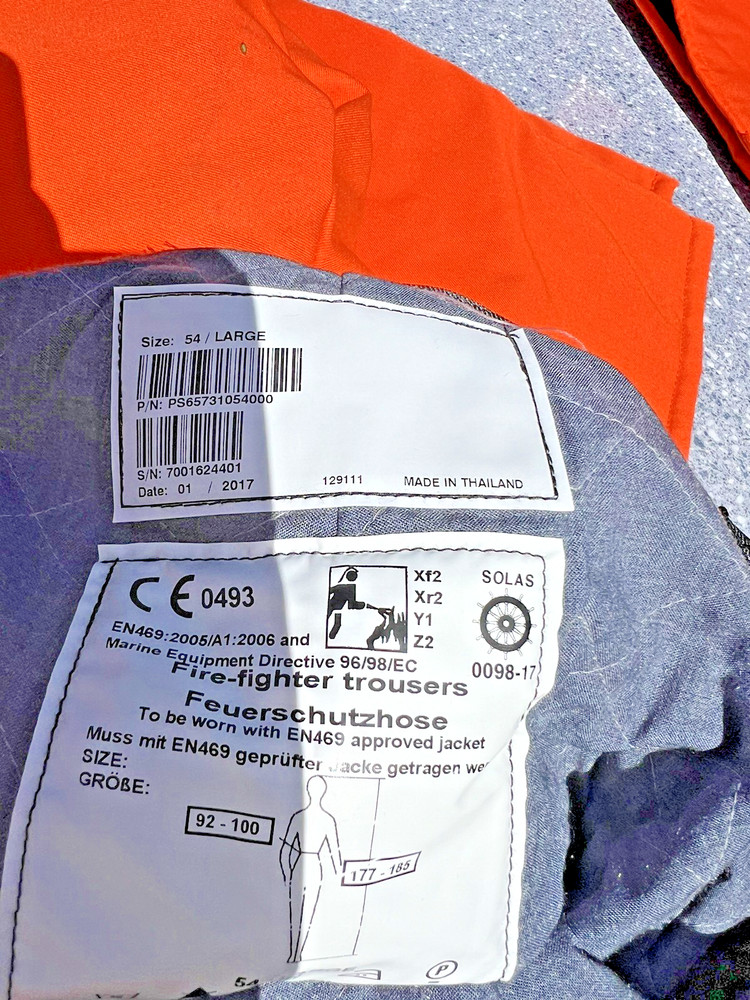 Size: 54 / LARGE
P/N: PS65731054000
S/N: 7001624401
Date: 01 / 2017 129111 MADE IN THAILAND
CE 0493
Xf2
Xr2
Y1
Z2
SOLAS
0098-17
EN469:2005/A1:2006 and
Marine Equipment Directive 96/98/EC
Fire-fighter trousers
Feuerschutzhose
To be worn with EN469 approved jacket
Muss mit EN469 geprüfter Jacke getragen we
SIZE:
GRÖßE:
92 - 100
177 - 185
54
P